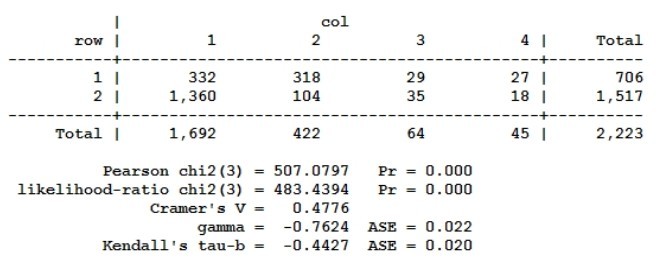 |                     col
row |         1          2          3          4 |     Total
-----------+--------------------------------------------+----------
1 |       332        318         29         27 |       706
2 |     1,360        104         35         18 |     1,517
-----------+--------------------------------------------+----------
Total |     1,692        422         64         45 |     2,223
Pearson chi2(3) = 507.0797   Pr = 0.000
likelihood-ratio chi2(3) = 483.4394   Pr = 0.000
Cramer's V =   0.4776
gamma =  -0.7624  ASE = 0.022
Kendall's tau-b =  -0.4427  ASE = 0.020